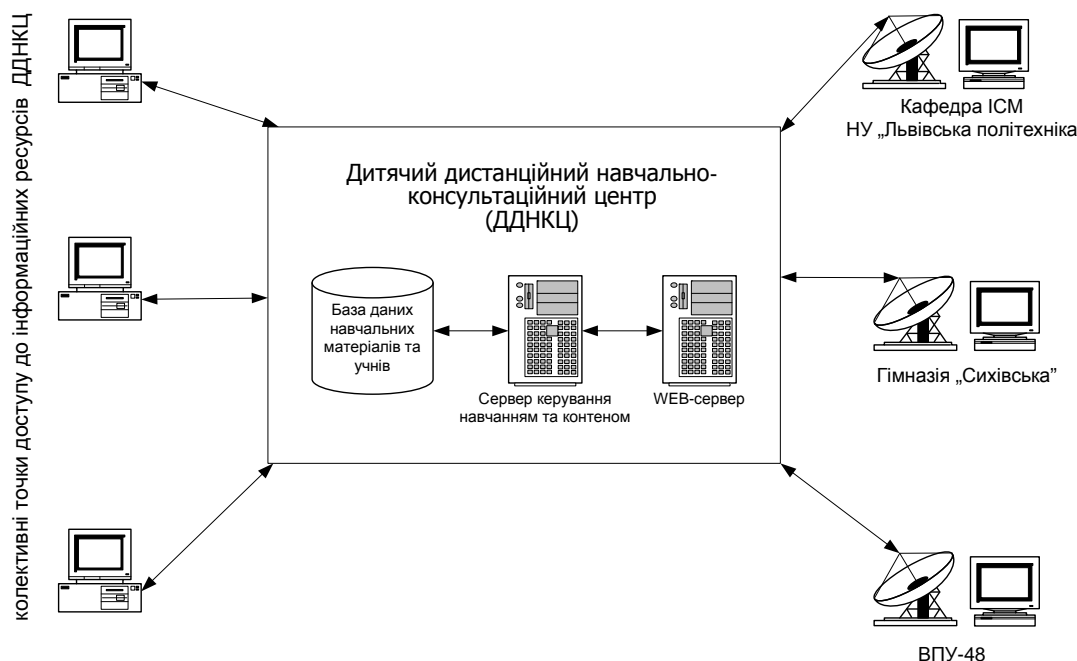 колективні точки доступу до інформаційних ресурсів ДДНКЦ
Кафедра ІСМ
НУ „Львівська політехніка
Дитячий дистанційний навчально-
консультаційний центр
(ДДНКЦ)
База даних
навчальних
матеріалів та
учнів
Сервер керування
навчанням та контеном
WEB-сервер
Гімназія „Сихівська”
ВПУ-48